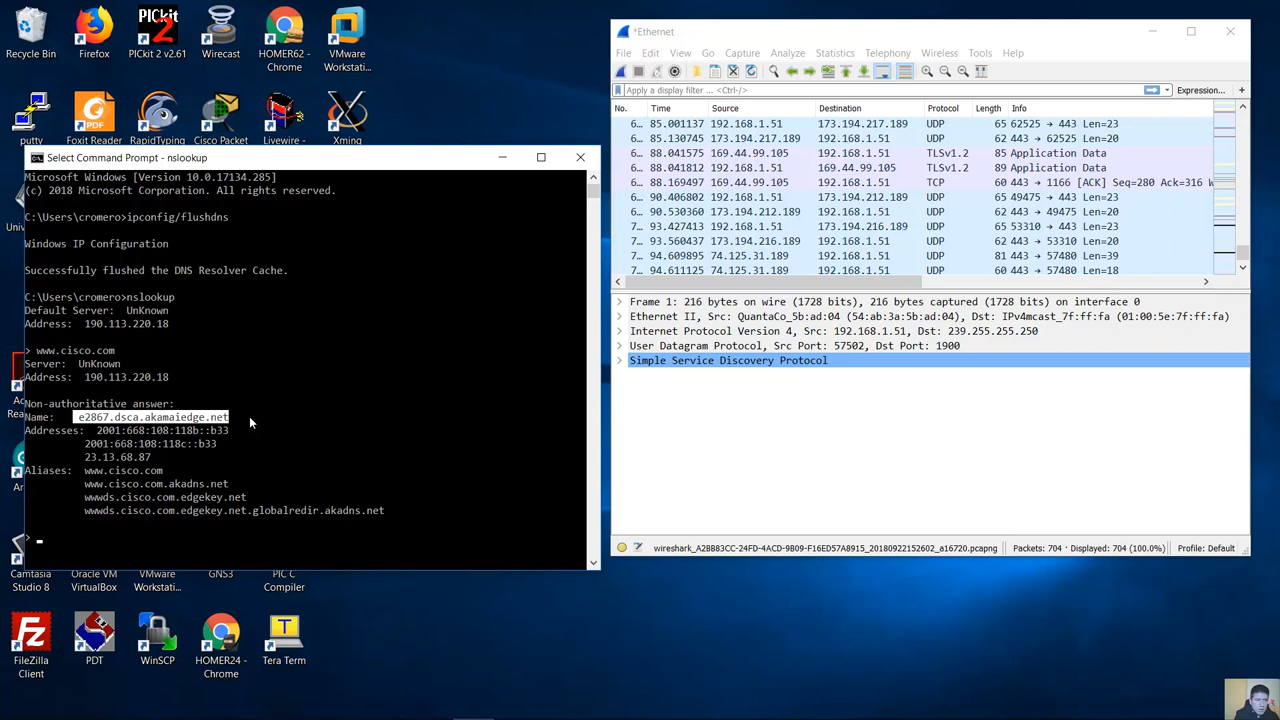 Recycle Bin
Firefox
PICkit 2 v2.61
Wirecast
HOMER62 -
Chrome
VMware
Workstati...
PICkit
2
putty
Foxit Reader
RapidTyping
Cisco Packet
Livewire -
Xming
PDF
Select Command Prompt - nslookup
Microsoft Windows [Version 10.0.17134.285]
(c) 2018 Microsoft Corporation. All rights reserved.
C:\Users\cromero>ipconfig/flushdns
Windows IP Configuration
Successfully flushed the DNS Resolver Cache.
C:\Users\cromero>nslookup
Default Server:  UnKnown
Address:  190.113.220.18
> www.cisco.com
Server:  UnKnown
Address:  190.113.220.18
Non-authoritative answer:
Name:    e2867.dsca.akamaiedge.net
Addresses:  2001:668:108:118b::b33
2001:668:108:118c::b33
23.13.68.87
Aliases:  www.cisco.com
www.cisco.com.akadns.net
wwwds.cisco.com.edgekey.net
wwwds.cisco.com.edgekey.net.globalredir.akadns.net
>
Camtasia
Studio 8
Oracle VM
VirtualBox
VMware
Workstati...
GNS3
PIC C
Compiler
FileZilla
Client
PDT
WinSCP
HOMER24 -
Chrome
Tera Term
*Ethernet
File Edit View Go Capture Analyze Statistics Telephony Wireless Tools Help
Apply a display filter ... <Ctrl-/>
Expression...
+
No. Time Source Destination Protocol Length Info
6... 85.001137 192.168.1.51 173.194.217.189 UDP 65 62525 → 443 Len=23
6... 85.130745 173.194.217.189 192.168.1.51 UDP 62 443 → 62525 Len=20
6... 88.041575 169.44.99.105 192.168.1.51 TLSv1.2 85 Application Data
6... 88.041812 169.44.99.105 192.168.1.51 TLSv1.2 89 Application Data
6... 88.169497 169.44.99.105 192.168.1.51 TCP 60 443 → 1166 [ACK] Seq=280 Ack=316 W
6... 90.406802 192.168.1.51 173.194.212.189 UDP 65 49475 → 443 Len=23
6... 90.530360 173.194.212.189 192.168.1.51 UDP 62 443 → 49475 Len=20
7... 93.427413 192.168.1.51 173.194.216.189 UDP 65 53310 → 443 Len=23
7... 93.560437 173.194.216.189 192.168.1.51 UDP 62 443 → 53310 Len=20
7... 94.609895 74.125.31.189 192.168.1.51 UDP 81 443 → 57480 Len=39
7... 94.611125 74.125.31.189 192.168.1.51 UDP 60 443 → 57480 Len=18
Frame 1: 216 bytes on wire (1728 bits), 216 bytes captured (1728 bits) on interface 0
Ethernet II, Src: QuantaCo_5b:ad:04 (54:ab:3a:5b:ad:04), Dst: IPv4mcast_7f:ff:fa (01:00:5e:7f:ff:fa)
Internet Protocol Version 4, Src: 192.168.1.51, Dst: 239.255.255.250
User Datagram Protocol, Src Port: 57502, Dst Port: 1900
Simple Service Discovery Protocol
wireshark_A2BB83CC-24FD-4ACD-9B09-F16ED57A8915_20180922152602_a16720.pcapng
Packets: 704 · Displayed: 704 (100.0%)
Profile: Default